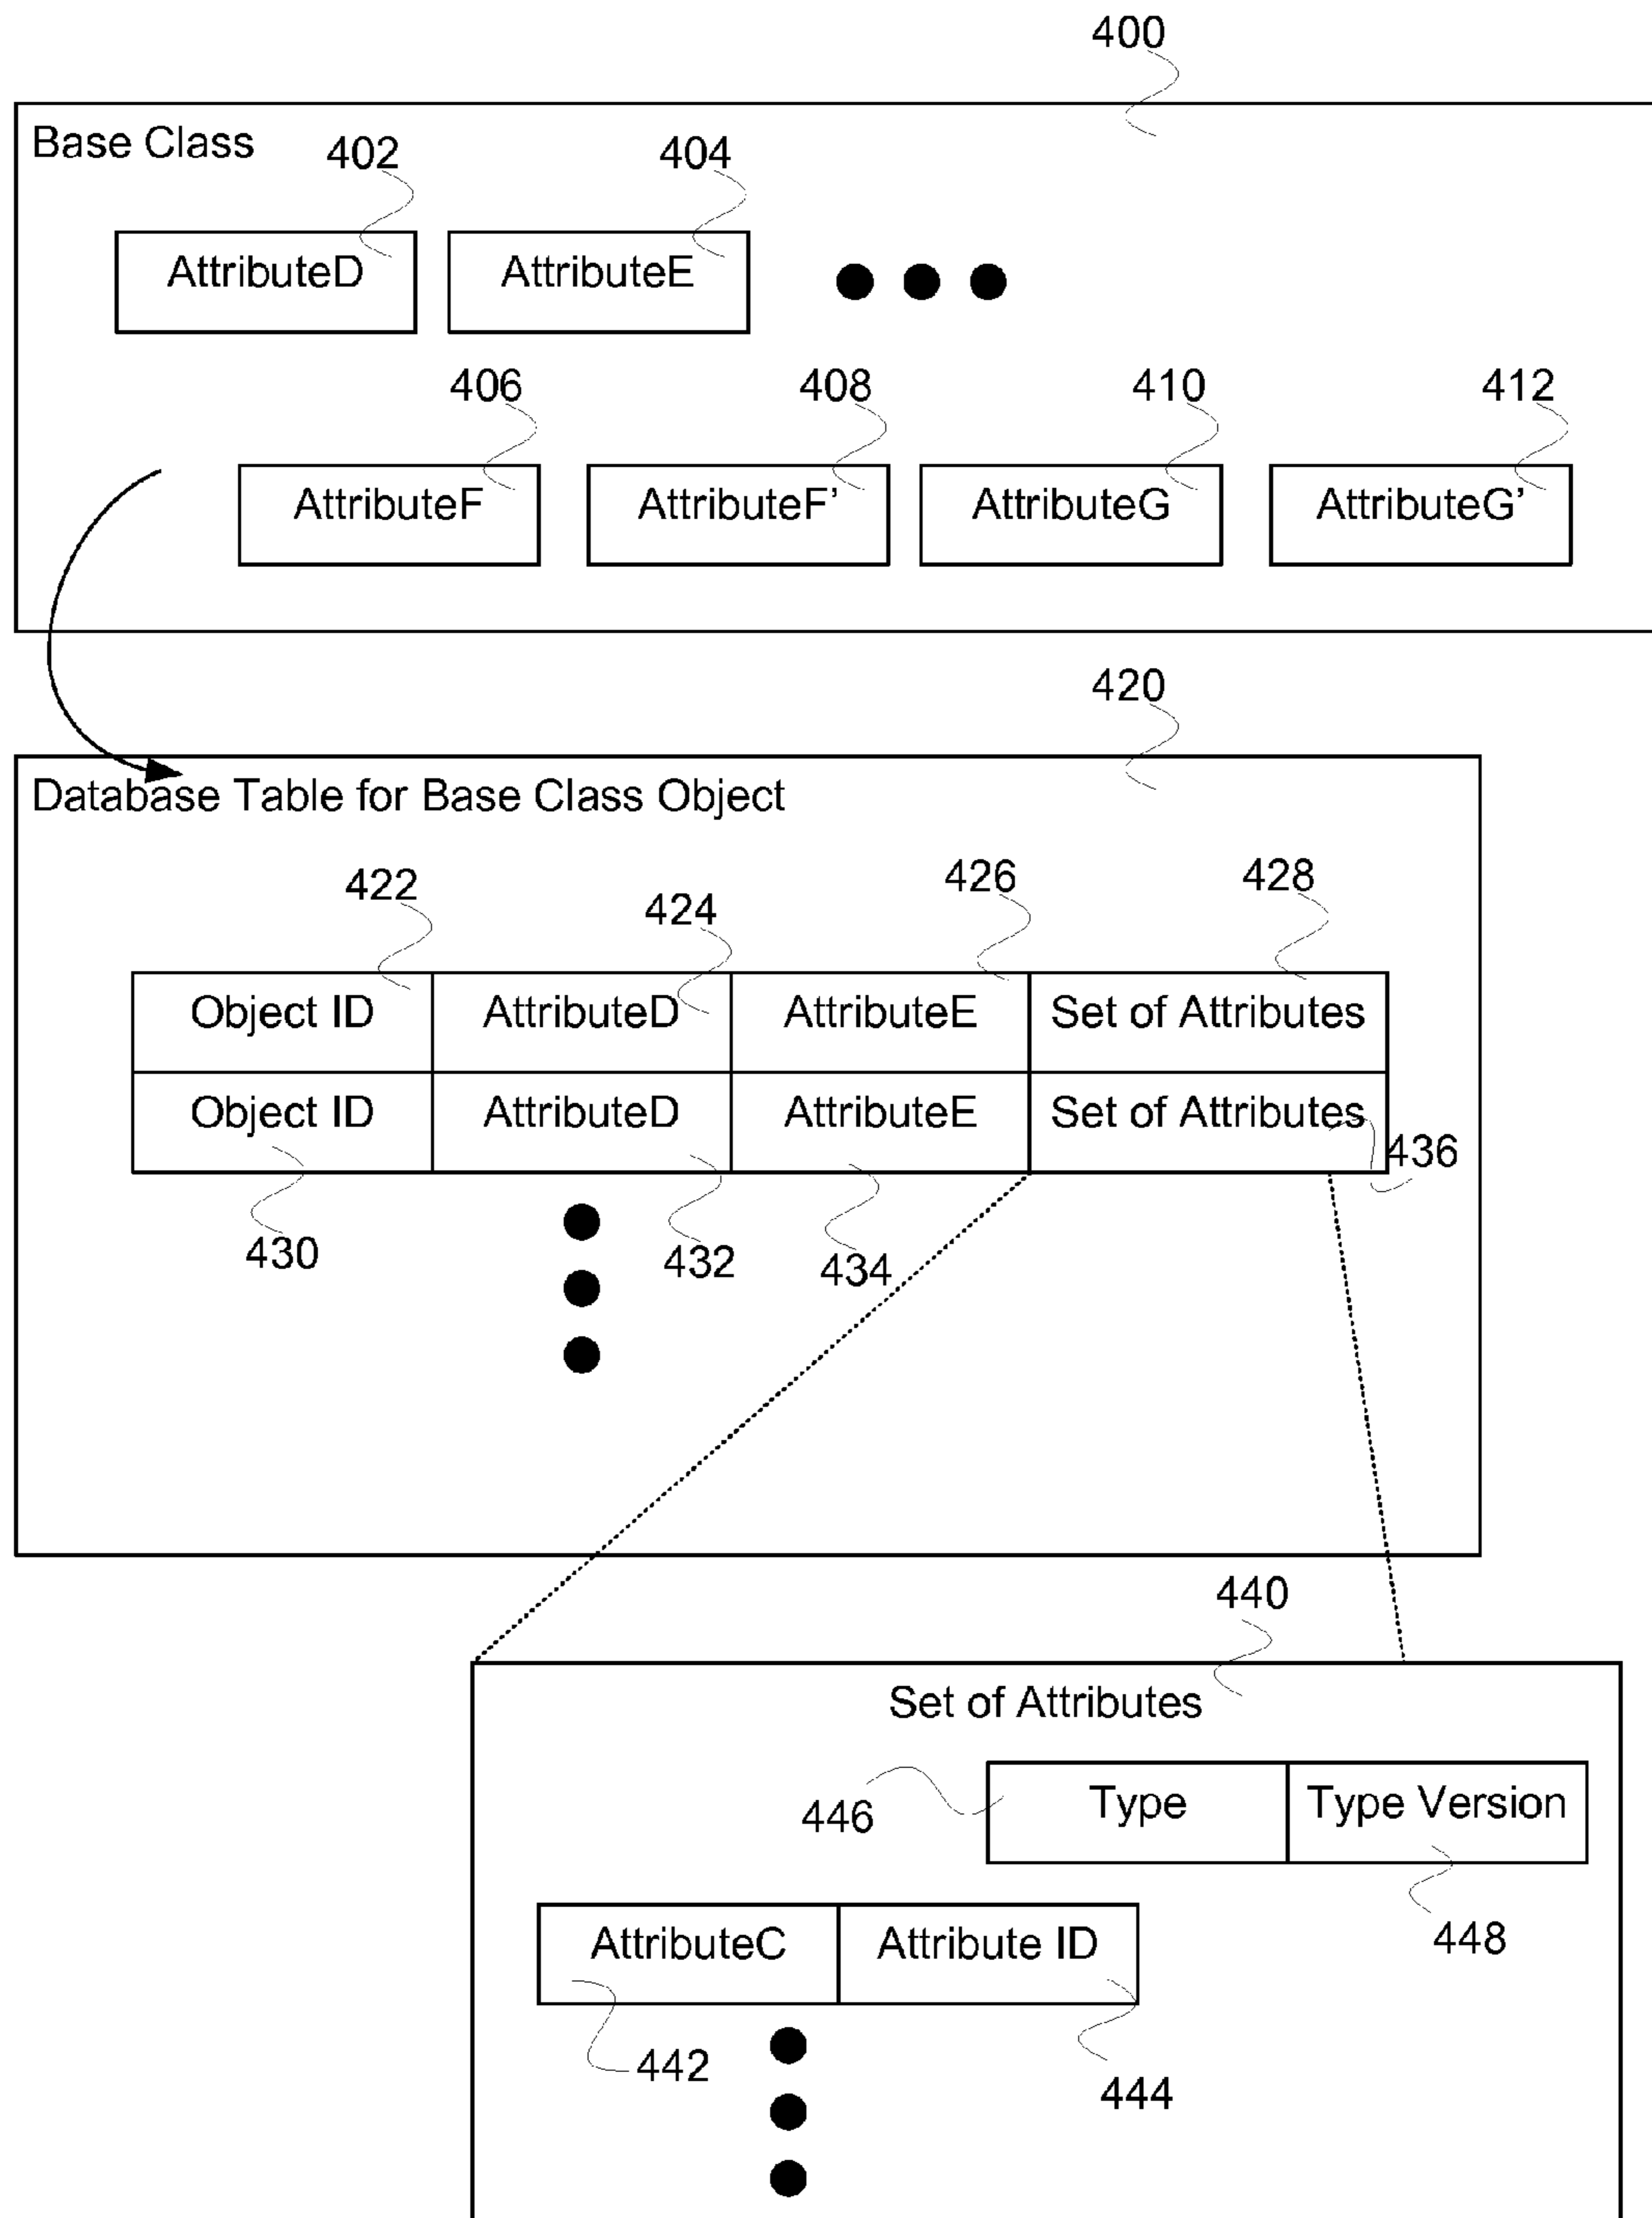 400
Base Class
402
404
AttributeD
AttributeE
406
408
410
412
AttributeF
AttributeF’
AttributeG
AttributeG’
420
Database Table for Base Class Object
422
424
426
428
Object ID
AttributeD
AttributeE
Set of Attributes
Object ID
AttributeD
AttributeE
Set of Attributes
436
430
432
434
440
Set of Attributes
446
Type
Type Version
448
AttributeC
Attribute ID
442
444